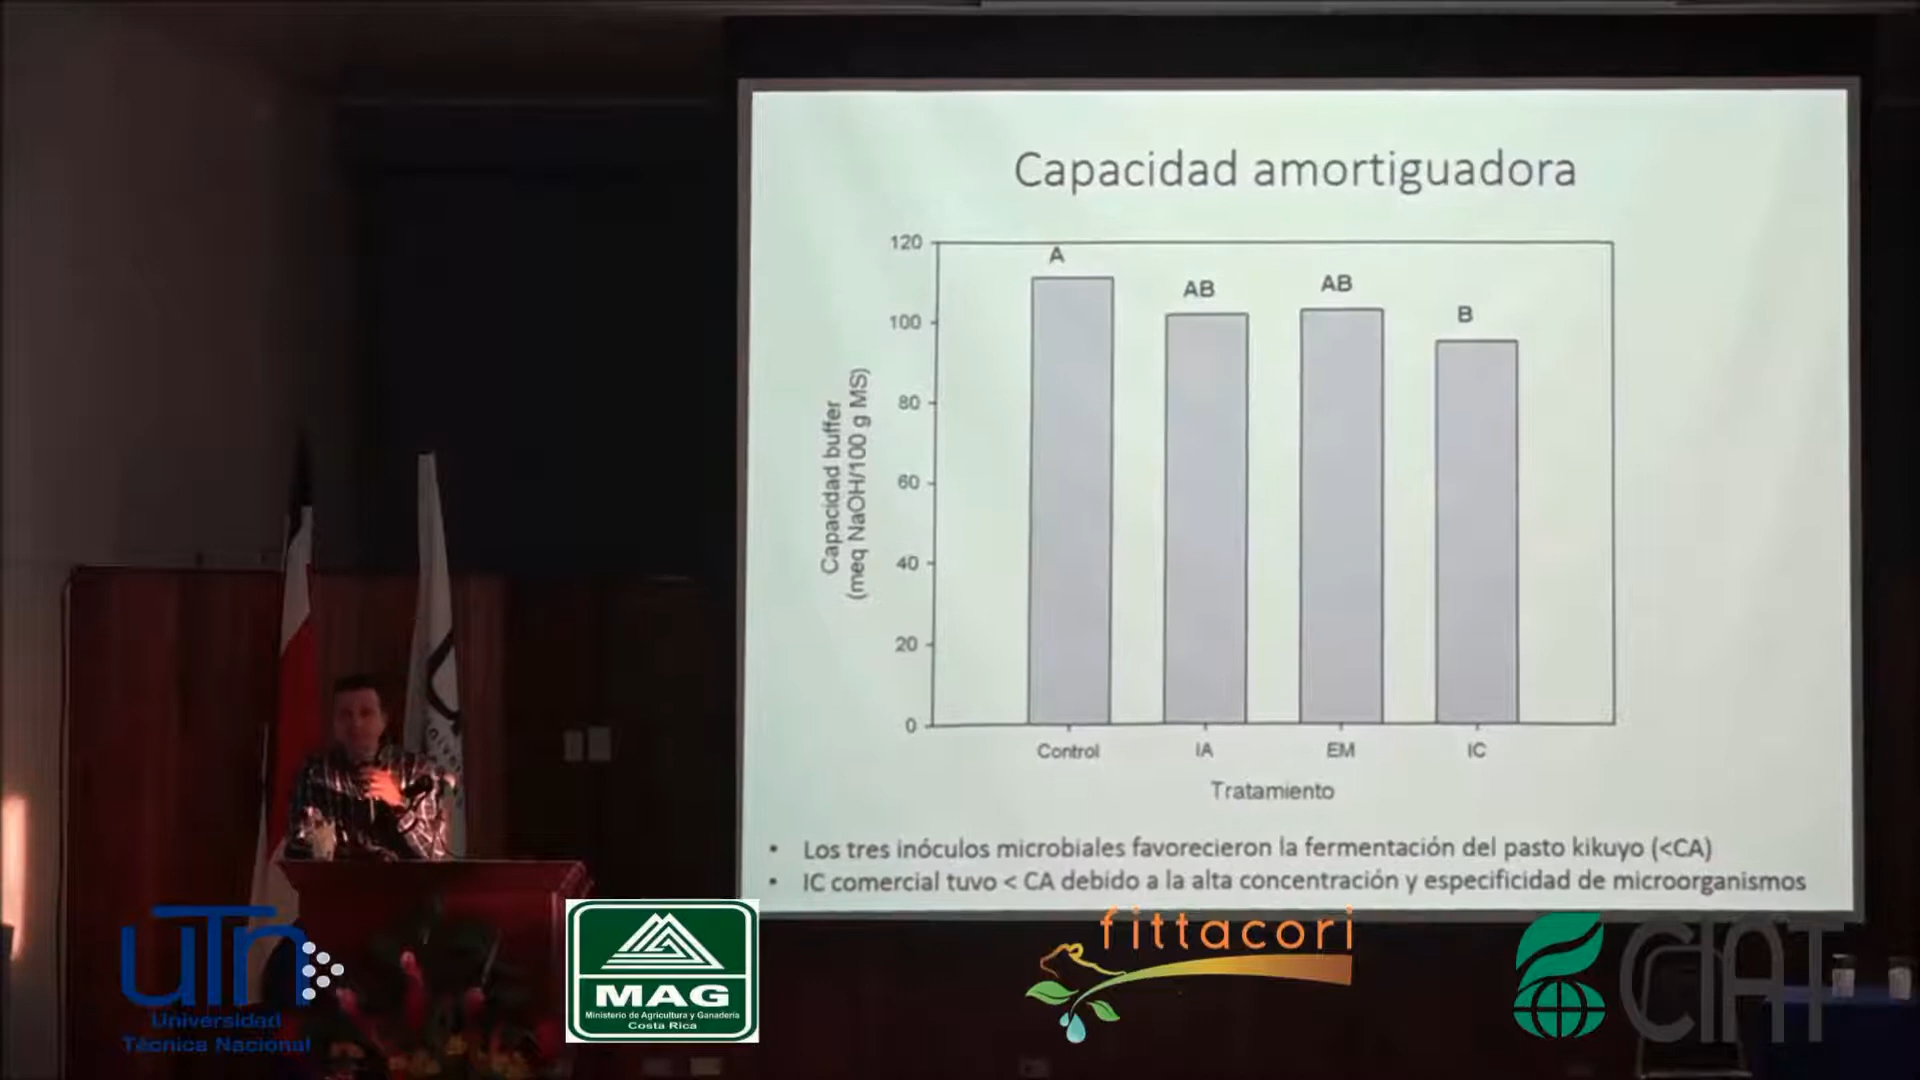 Capacidad amortiguadora
120
100
80
60
40
20
0
Capacidad buffer
(meq NaOH/100 g MS)
A
AB
AB
B
Control
IA
EM
IC
Tratamiento
• Los tres inóculos microbiales favorecieron la fermentación del pasto kikuyo (<CA)
• IC comercial tuvo < CA debido a la alta concentración y especificidad de microorganismos
UTn
Universidad
Técnica Nacional
MAG
Ministerio de Agricultura y Ganadería
Costa Rica
fittacori
CIAT